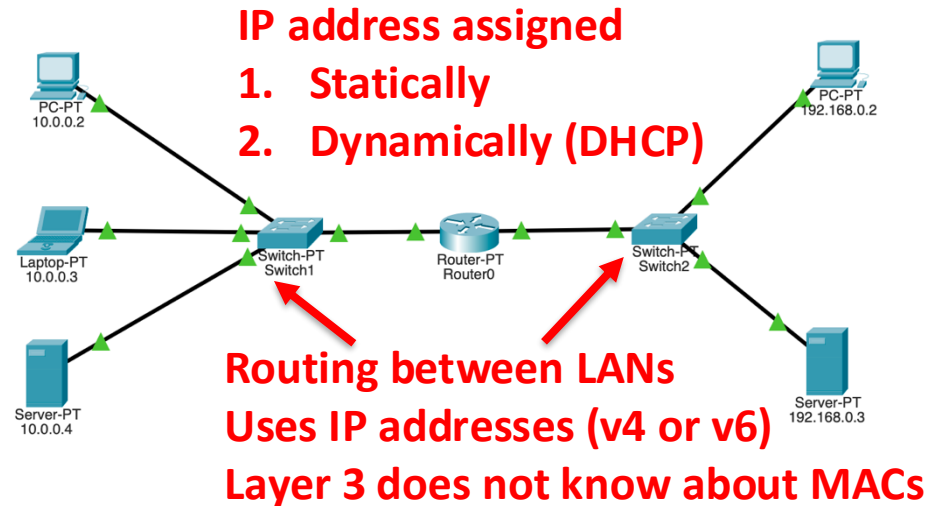 IP address assigned
1. Statically
2. Dynamically (DHCP)
PC-PT
10.0.0.2
PC-PT
192.168.0.2
Laptop-PT
10.0.0.3
Switch-PT
Switch1
Router-PT
Router0
Switch-PT
Switch2
Server-PT
10.0.0.4
Server-PT
192.168.0.3
Routing between LANs
Uses IP addresses (v4 or v6)
Layer 3 does not know about MACs